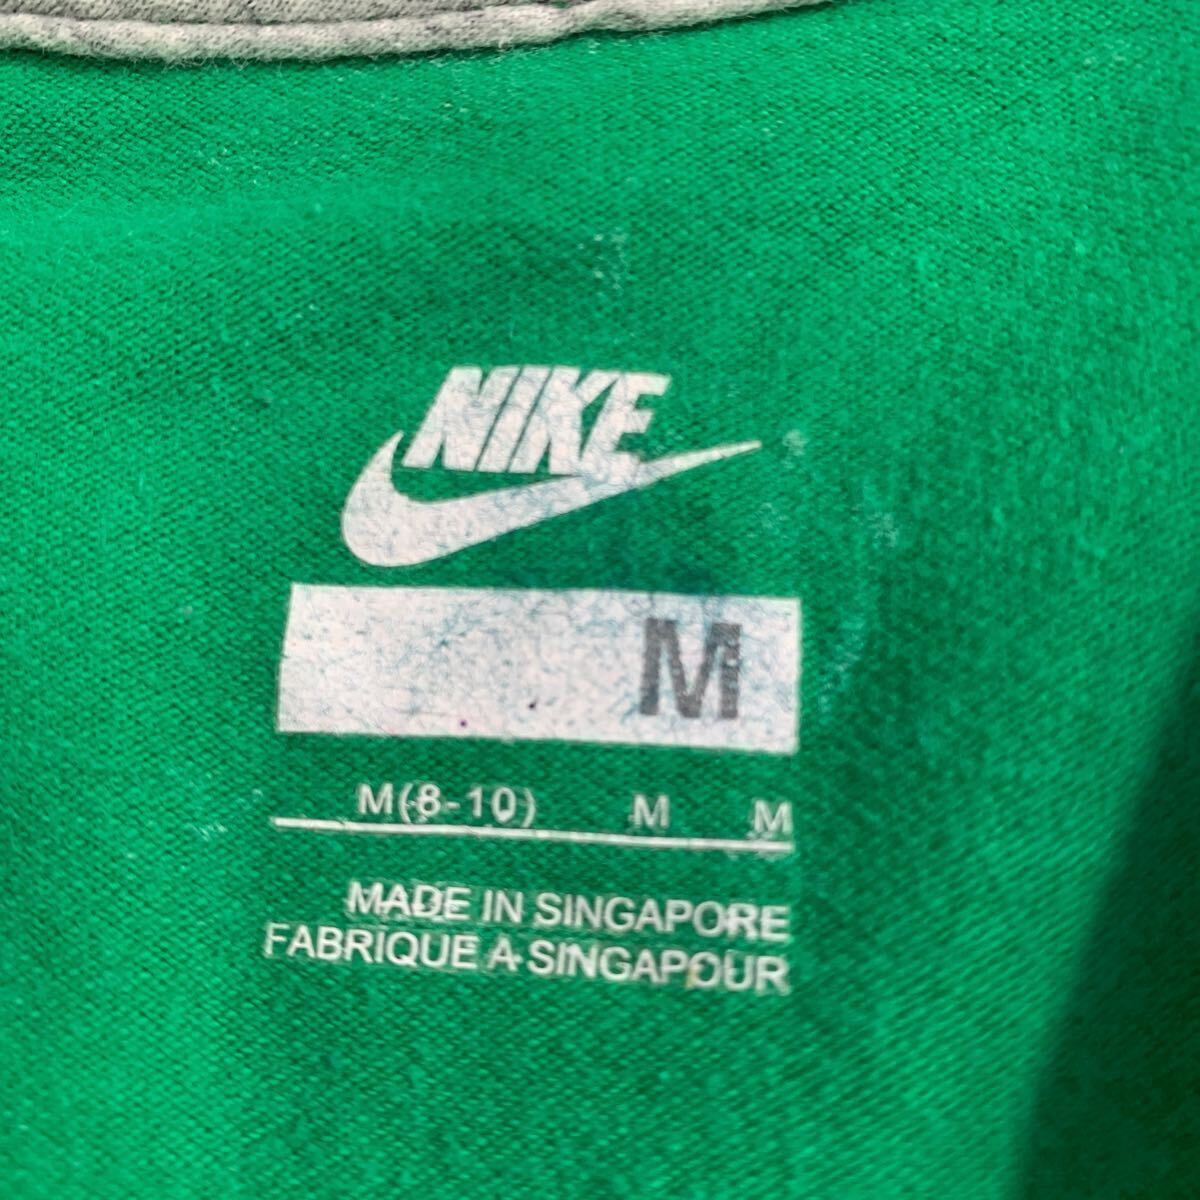 NIKE
M
M(8-10) M M
MADE IN SINGAPORE
FABRIQUE A SINGAPOUR